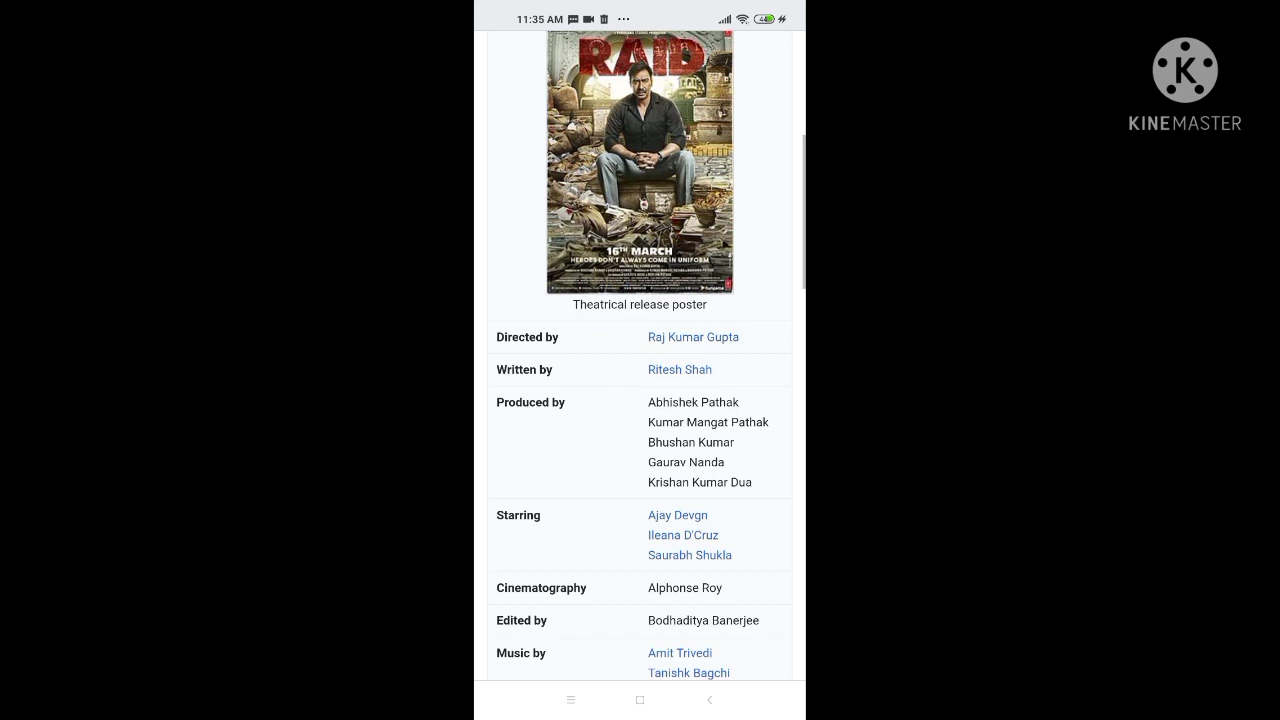 11:35 AM
44
KINEMASTER
RAID
16TH MARCH
HEROES DON'T ALWAYS COME IN UNIFORM
Theatrical release poster
Directed by Raj Kumar Gupta
Written by Ritesh Shah
Produced by Abhishek Pathak
Kumar Mangat Pathak
Bhushan Kumar
Gaurav Nanda
Krishan Kumar Dua
Starring Ajay Devgn
Ileana D'Cruz
Saurabh Shukla
Cinematography Alphonse Roy
Edited by Bodhaditya Banerjee
Music by Amit Trivedi
Tanishk Bagchi